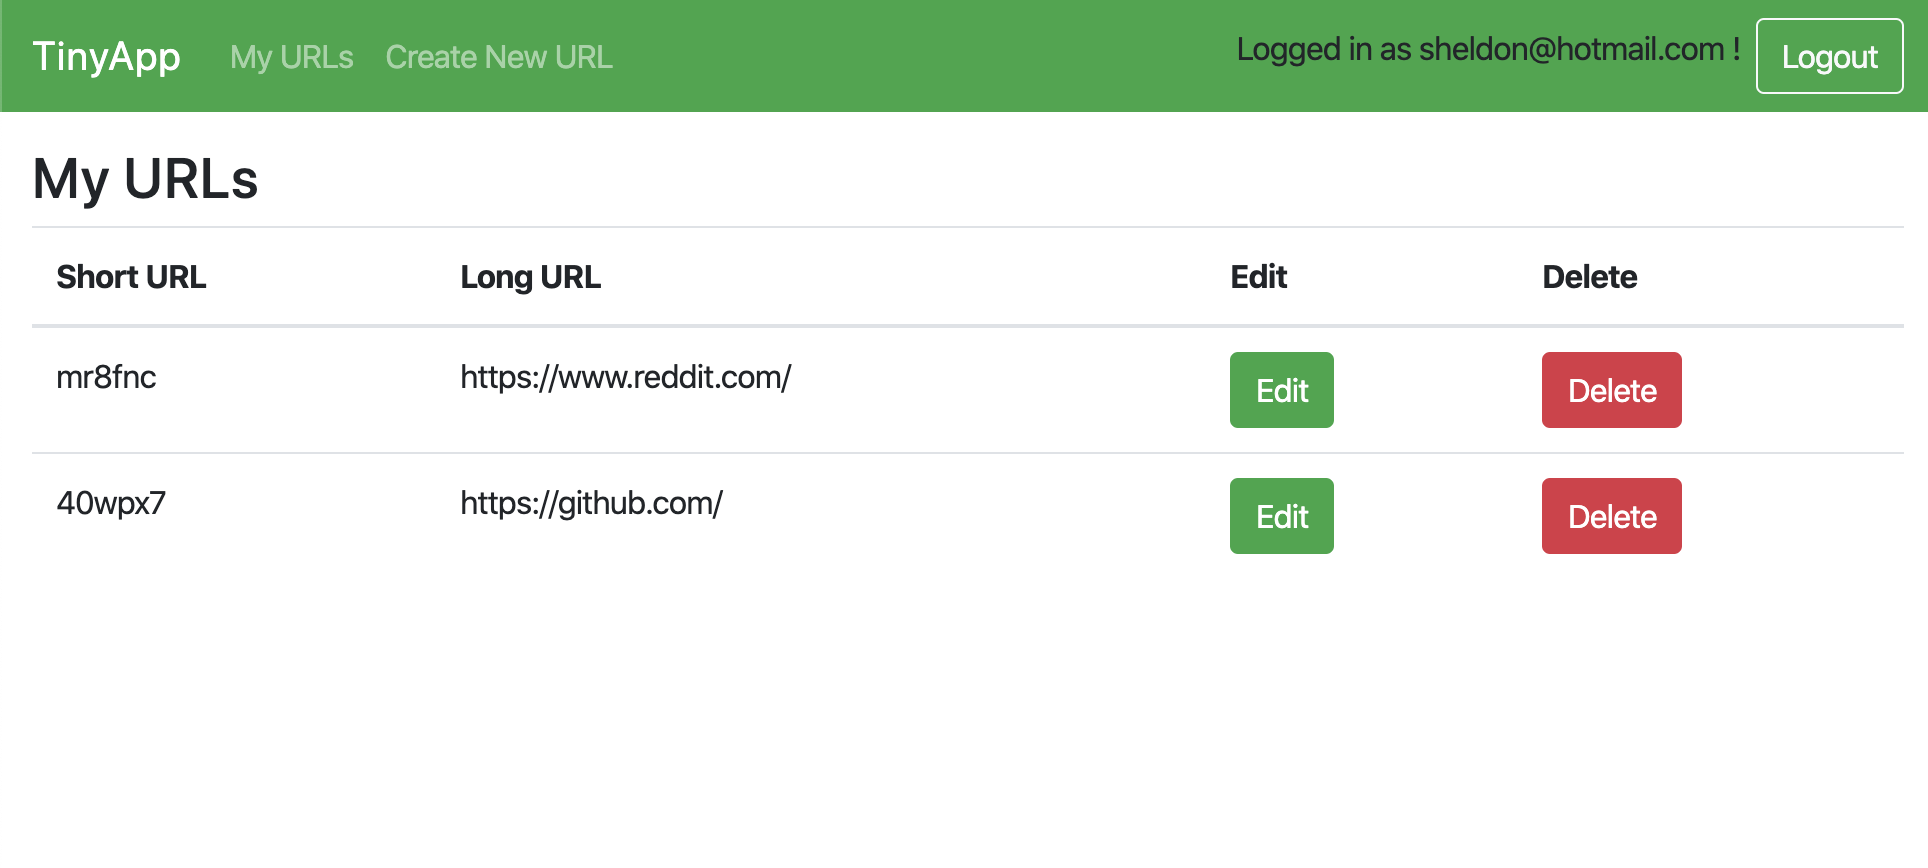 TinyApp My URLs Create New URL Logged in as sheldon@hotmail.com ! Logout
My URLs
Short URL Long URL Edit Delete
mr8fnc https://www.reddit.com/ Edit Delete
40wpx7 https://github.com/ Edit Delete